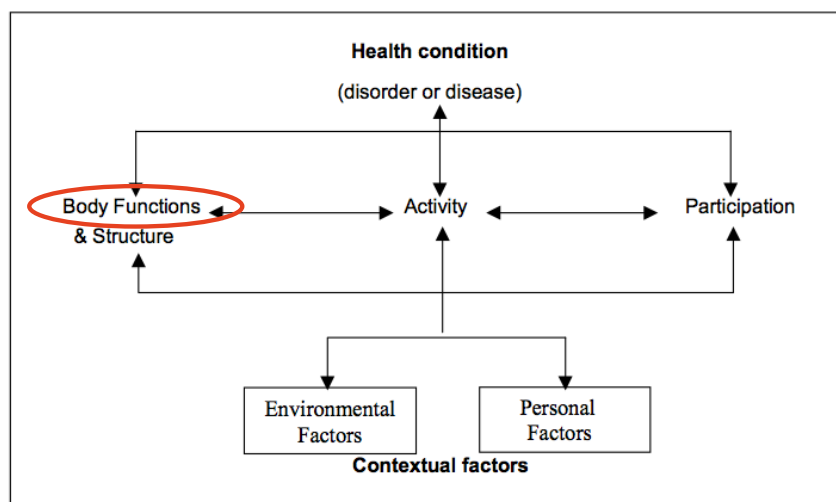 Health condition
(disorder or disease)
Body Functions
& Structure
Activity
Participation
Environmental
Factors
Personal
Factors
Contextual factors